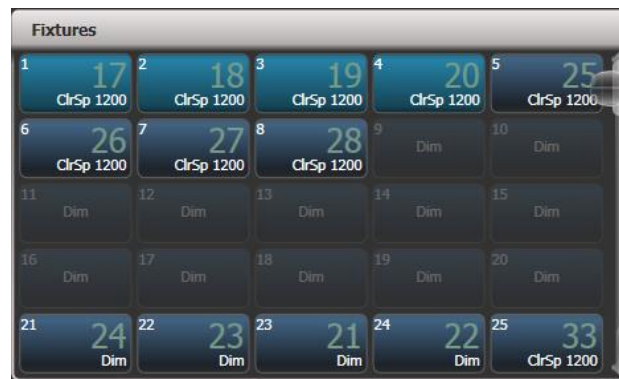 Fixtures
1 17 2 18 3 19 4 20 5 25
ClrSp 1200 ClrSp 1200 ClrSp 1200 ClrSp 1200 ClrSp 1200
6 26 7 27 8 28 9 10
ClrSp 1200 ClrSp 1200 ClrSp 1200 Dim Dim
11 12 13 14 15
Dim Dim Dim Dim Dim
16 17 18 19 20
Dim Dim Dim Dim Dim
21 24 22 23 23 21 24 22 25 33
Dim Dim Dim Dim ClrSp 1200